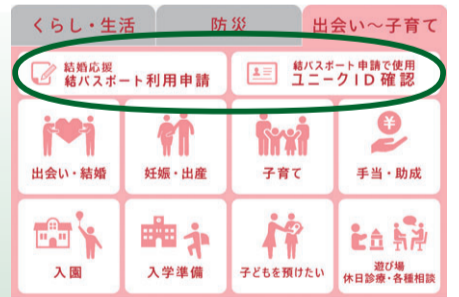 くらし・生活
防災
出会い~子育て
結婚応援
結パスポート利用申請
結パスポート申請で使用
ユニークID確認
出会い・結婚
妊娠・出産
子育て
¥
手当・助成
入園
入学準備
子どもを預けたい
遊び場
休日診療・各種相談